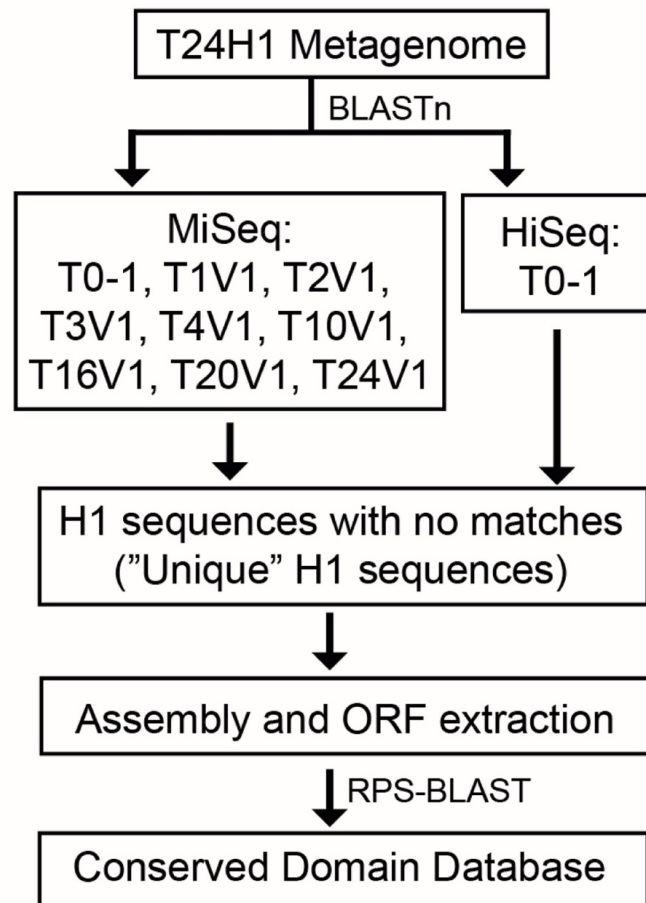 T24H1 Metagenome
BLASTn
MiSeq:
T0-1, T1V1, T2V1,
T3V1, T4V1, T10V1,
T16V1, T20V1, T24V1
HiSeq:
T0-1
H1 sequences with no matches
(”Unique” H1 sequences)
Assembly and ORF extraction
RPS-BLAST
Conserved Domain Database